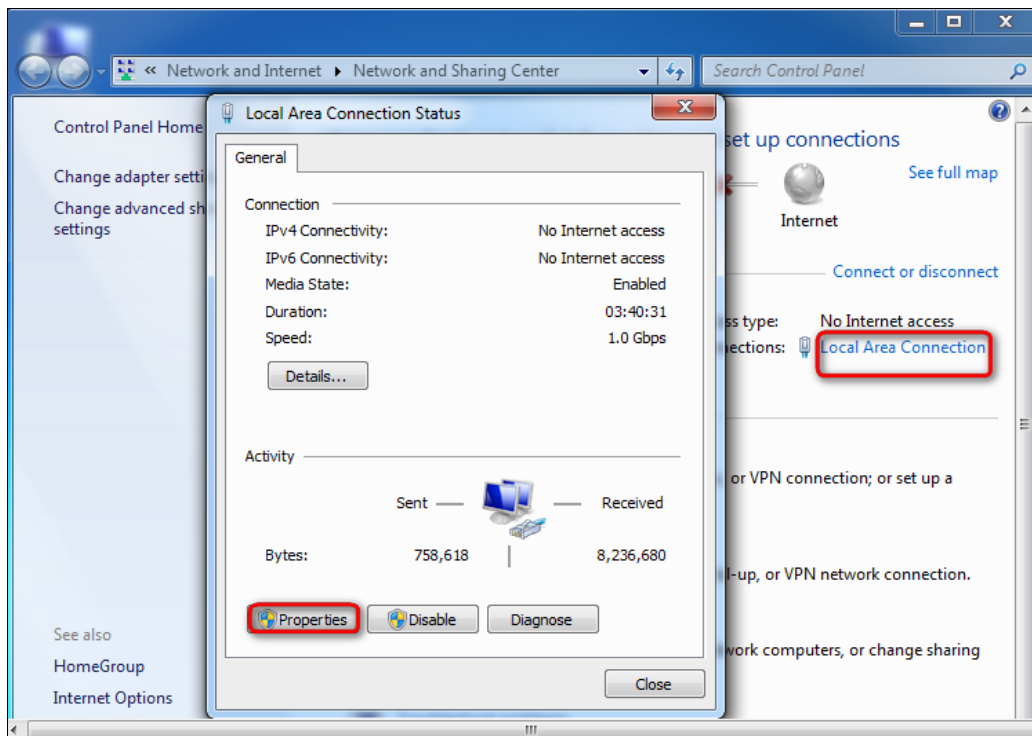 « Network and Internet ▸ Network and Sharing Center
Search Control Panel
Control Panel Home
Change adapter setti
Change advanced sh
settings
See also
HomeGroup
Internet Options
Local Area Connection Status
General
Connection
IPv4 Connectivity: No Internet access
IPv6 Connectivity: No Internet access
Media State: Enabled
Duration: 03:40:31
Speed: 1.0 Gbps
Details...
Activity
Sent — — Received
Bytes: 758,618 | 8,236,680
Properties Disable Diagnose
Close
set up connections
See full map
Internet
Connect or disconnect
ss type: No Internet access
ections: Local Area Connection
or VPN connection; or set up a
l-up, or VPN network connection.
work computers, or change sharing